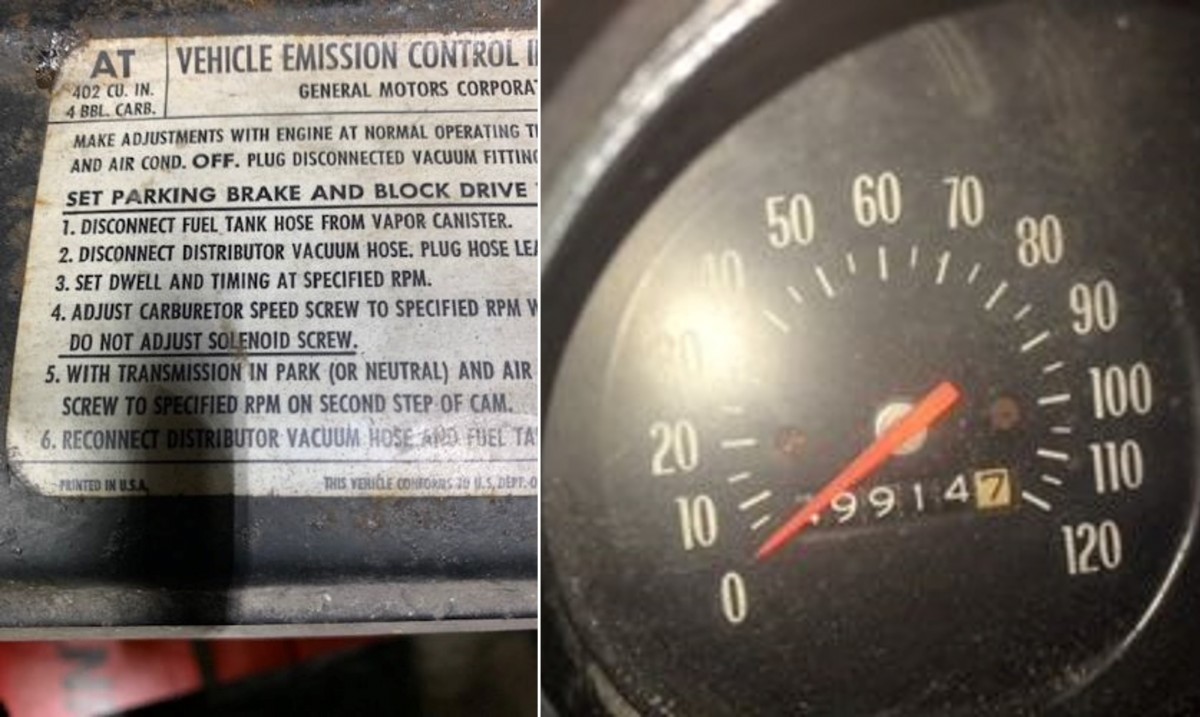 AT
402 CU. IN.
4 BBL. CARB.
VEHICLE EMISSION CONTROL
GENERAL MOTORS
MAKE ADJUSTMENTS WITH ENGINE AT NORMAL OPERATING
AND AIR COND. OFF. PLUG DISCONNECTED VACUUM
SET PARKING BRAKE AND BLOCK DRIVE
1. DISCONNECT FUEL TANK HOSE FROM VAPOR CANISTER.
2. DISCONNECT DISTRIBUTOR VACUUM HOSE. PLUG HOSE
3. SET DWELL AND TIMING AT SPECIFIED RPM.
4. ADJUST CARBURETOR SPEED SCREW TO SPECIFIED RPM
DO NOT ADJUST SOLENOID SCREW.
5. WITH TRANSMISSION IN PARK (OR NEUTRAL) AND AIR
SCREW TO SPECIFIED RPM ON SECOND STEP OF CAM.
6. RECONNECT DISTRIBUTOR VACUUM HOSE AND FUEL
PRINTED IN U.S.A.
THIS VEHICLE CONFORMS TO U.S. DEPT.
0
10
20
30
40
50
60
70
80
90
100
110
120
99147